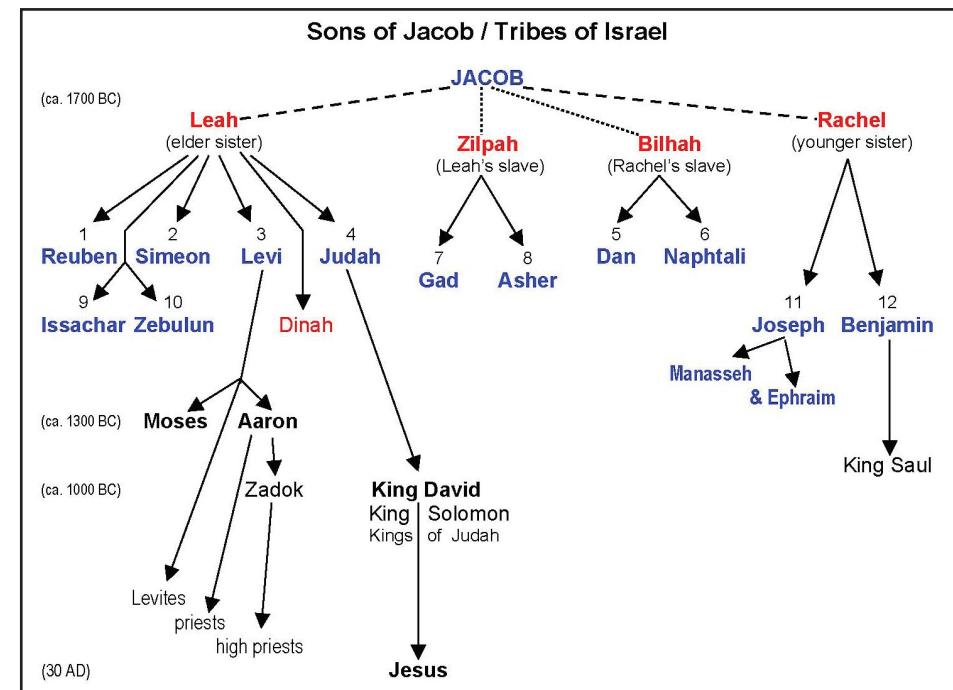 Sons of Jacob / Tribes of Israel
JACOB
(ca. 1700 BC)
Leah
(elder sister)
Zilpah
(Leah's slave)
Bilhah
(Rachel's slave)
Rachel
(younger sister)
1
Reuben
2
Simeon
3
Levi
4
Judah
7
Gad
8
Asher
5
Dan
6
Naphtali
9
Issachar
10
Zebulun
Dinah
11
Joseph
12
Benjamin
Manasseh
& Ephraim
(ca. 1300 BC)
Moses
Aaron
King Saul
(ca. 1000 BC)
Zadok
King David
King Solomon
Kings of Judah
Levites
priests
high priests
(30 AD)
Jesus